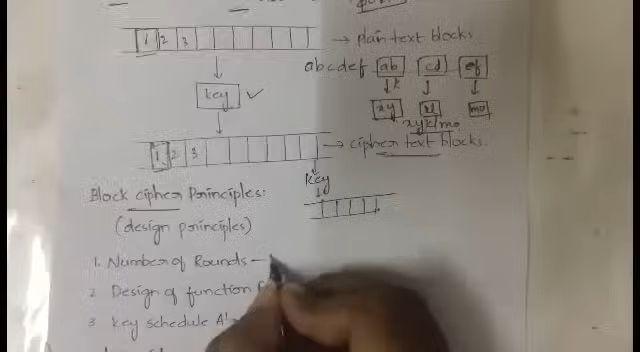 1 2 3 → plain text blocks.
abcdef ab cd ef
key ✓
k
xy kl mo
xyklmo
1 2 3 → cipher text blocks.
key
Block cipher Principles:
(design principles)
1. Number of Rounds –
2 Design of function
3 Key schedule